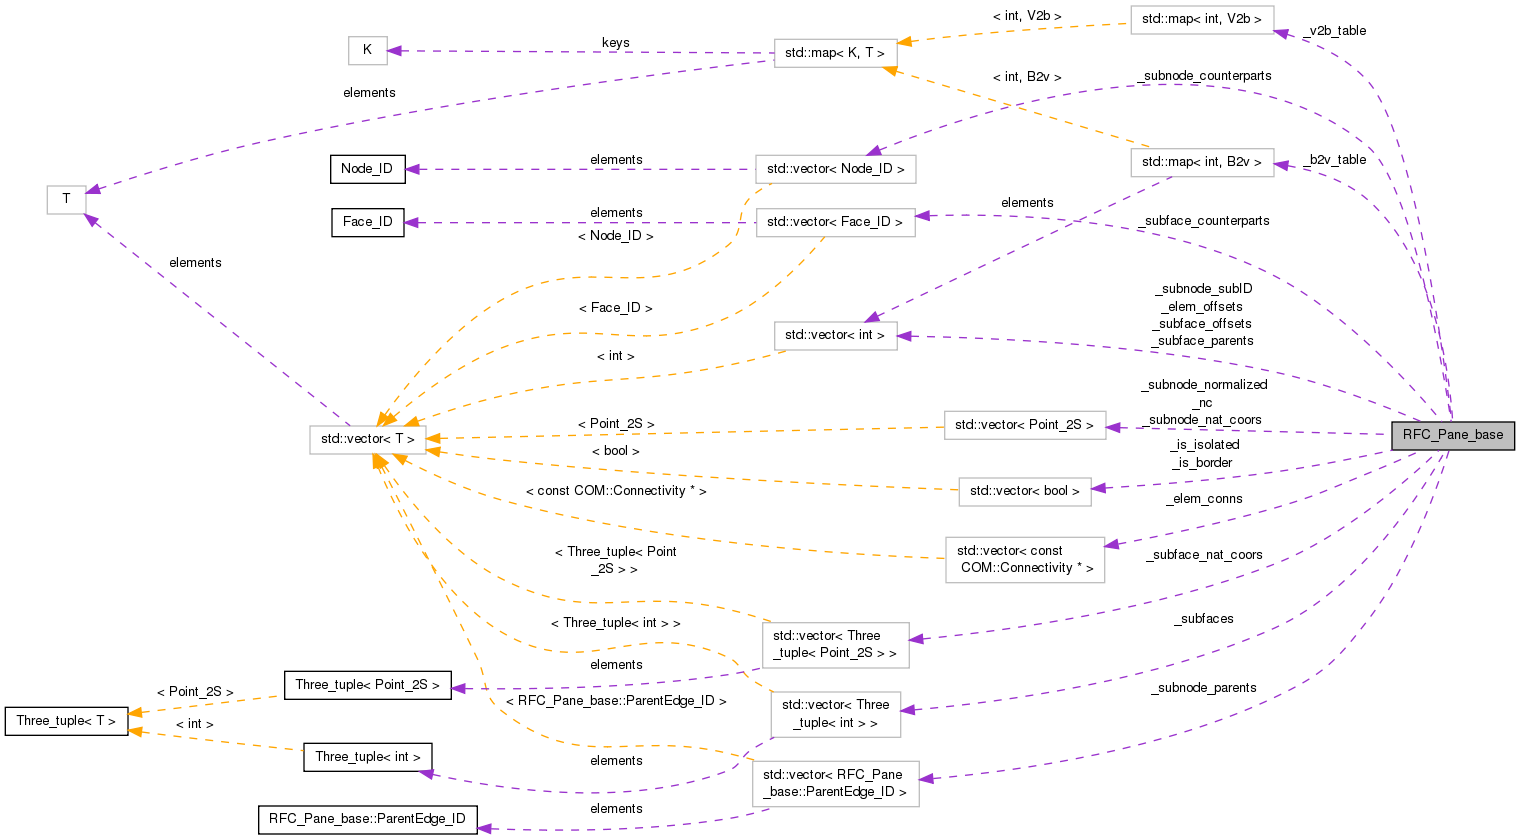 < int, V2b >
std::map< int, V2b >
_v2b_table
K
keys
std::map< K, T >
elements
< int, B2v >
_subnode_counterparts
Node_ID
elements
std::vector< Node_ID >
std::map< int, B2v >
_b2v_table
T
Face_ID
elements
< Node_ID >
std::vector< Face_ID >
elements
_subface_counterparts
elements
< Face_ID >
std::vector< int >
_subnode_subID
_elem_offsets
_subface_offsets
_subface_parents
< int >
_subnode_normalized
_nc
_subnode_nat_coors
std::vector< T >
< Point_2S >
std::vector< Point_2S >
RFC_Pane_base
< bool >
_is_isolated
_is_border
std::vector< bool >
< const COM::Connectivity * >
_elem_conns
std::vector< const
COM::Connectivity * >
< Three_tuple< Point
_2S > >
_subface_nat_coors
< Three_tuple< int > >
std::vector< Three
_tuple< Point_2S > >
_subfaces
elements
Three_tuple< Point_2S >
< Point_2S >
< RFC_Pane_base::ParentEdge_ID >
std::vector< Three
_tuple< int > >
_subnode_parents
Three_tuple< T >
< int >
Three_tuple< int >
elements
std::vector< RFC_Pane
_base::ParentEdge_ID >
elements
RFC_Pane_base::ParentEdge_ID